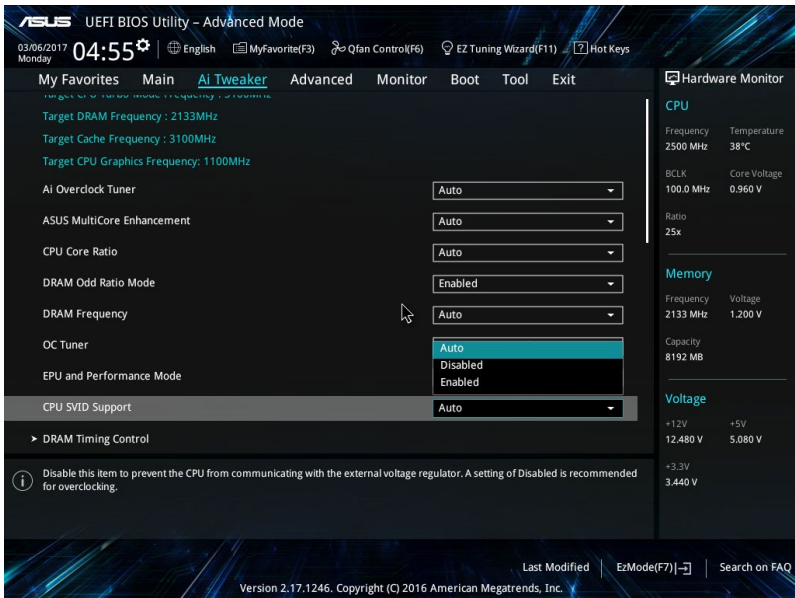 ASUS UEFI BIOS Utility – Advanced Mode
03/06/2017 Monday 04:55 English MyFavorite(F3) Qfan Control(F6) EZ Tuning Wizard(F11) ? Hot Keys
My Favorites Main Ai Tweaker Advanced Monitor Boot Tool Exit
Target CPU Turbo-Mode Frequency : 3100MHz
Target DRAM Frequency : 2133MHz
Target Cache Frequency : 3100MHz
Target CPU Graphics Frequency: 1100MHz
Ai Overclock Tuner Auto
ASUS MultiCore Enhancement Auto
CPU Core Ratio Auto
DRAM Odd Ratio Mode Enabled
DRAM Frequency Auto
OC Tuner
Auto
Disabled
EPU and Performance Mode
Enabled
CPU SVID Support Auto
> DRAM Timing Control
i Disable this item to prevent the CPU from communicating with the external voltage regulator. A setting of Disabled is recommended
for overclocking.
Hardware Monitor
CPU
Frequency Temperature
2500 MHz 38°C
BCLK Core Voltage
100.0 MHz 0.960 V
Ratio
25x
Memory
Frequency Voltage
2133 MHz 1.200 V
Capacity
8192 MB
Voltage
+12V +5V
12.480 V 5.080 V
+3.3V
3.440 V
Last Modified EzMode(F7) Search on FAQ
Version 2.17.1246. Copyright (C) 2016 American Megatrends, Inc.